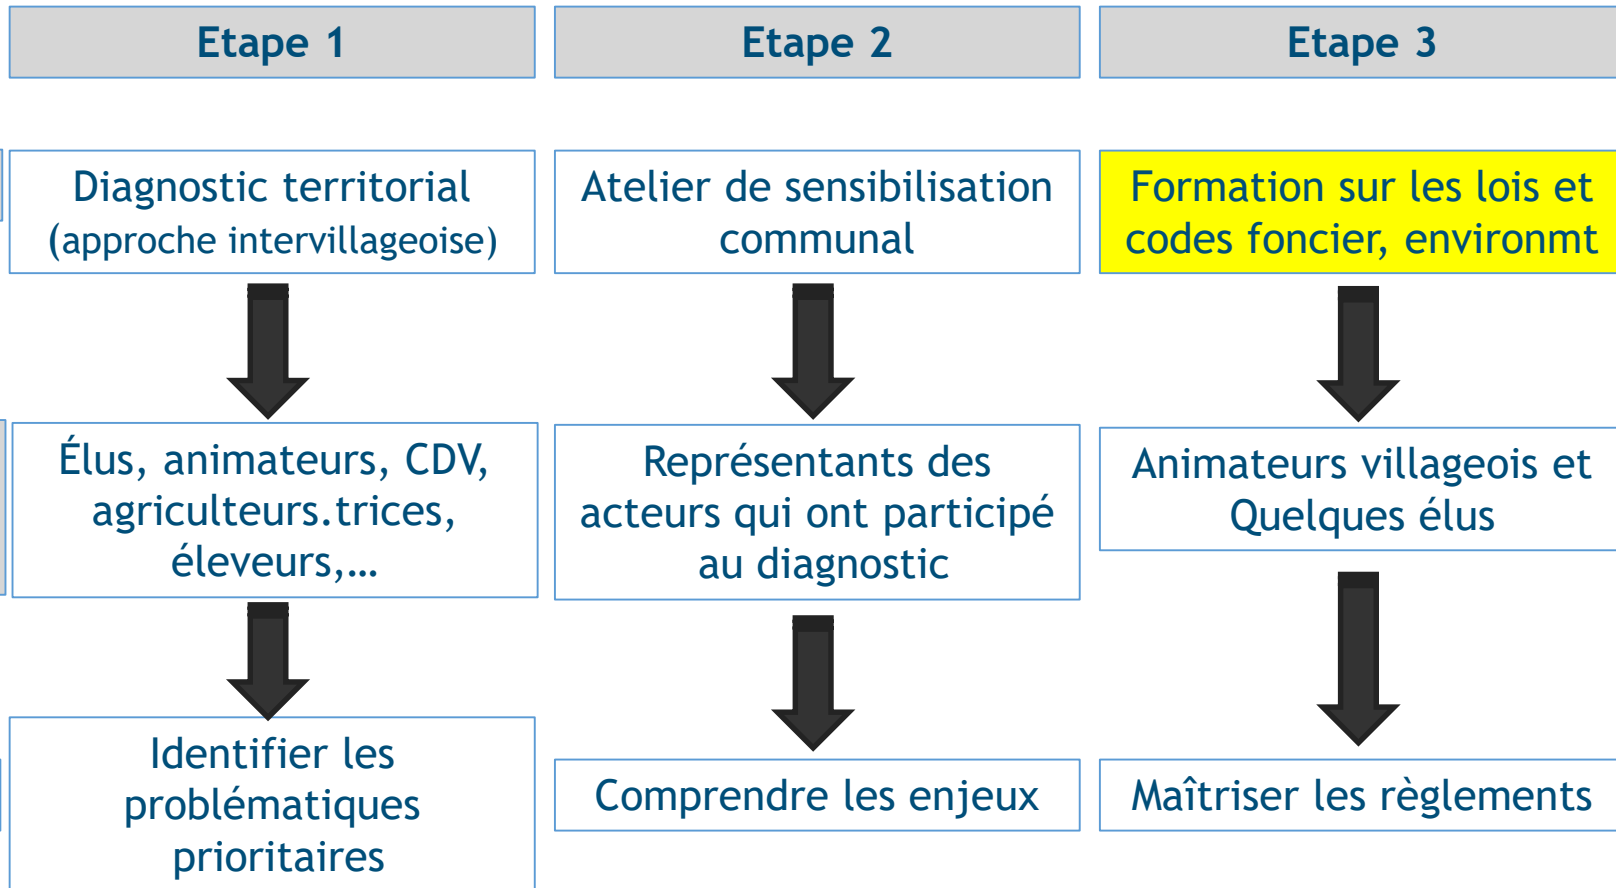 Etape 1
Etape 2
Etape 3
Diagnostic territorial
(approche intervillageoise)
Atelier de sensibilisation
communal
Formation sur les lois et
codes foncier, environmt
Élus, animateurs, CDV,
agriculteurs.trices,
éleveurs,…
Représentants des
acteurs qui ont participé
au diagnostic
Animateurs villageois et
Quelques élus
Identifier les
problématiques
prioritaires
Comprendre les enjeux
Maîtriser les règlements